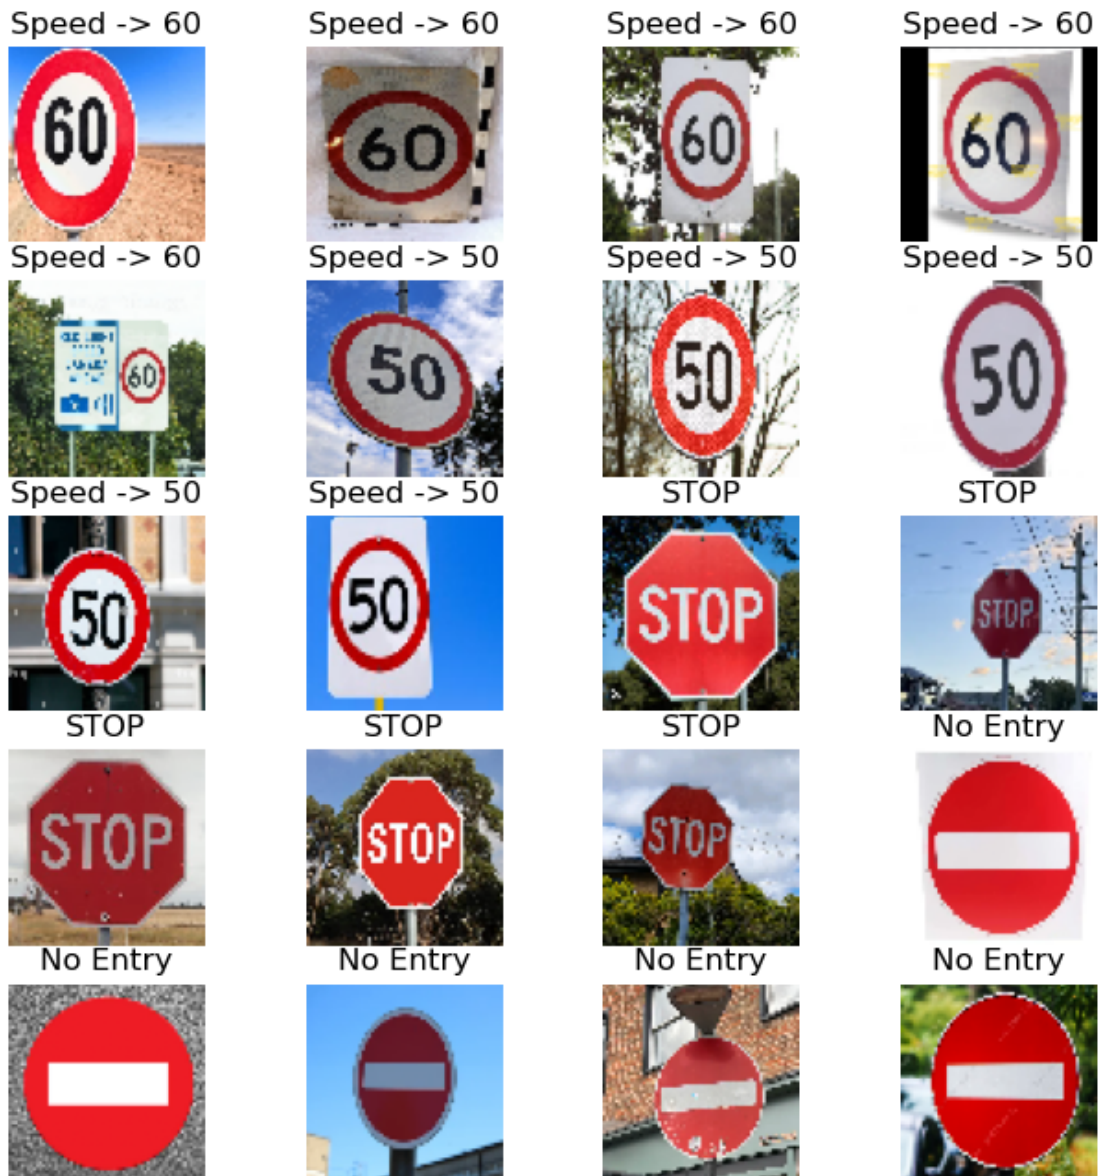 Speed -> 60 Speed -> 60 Speed -> 60 Speed -> 60
60 60 60 60
Speed -> 60 Speed -> 50 Speed -> 50 Speed -> 50
60 50 50 50
Speed -> 50 Speed -> 50 STOP STOP
50 50 STOP STOP
STOP STOP STOP No Entry
STOP STOP STOP
No Entry No Entry No Entry No Entry